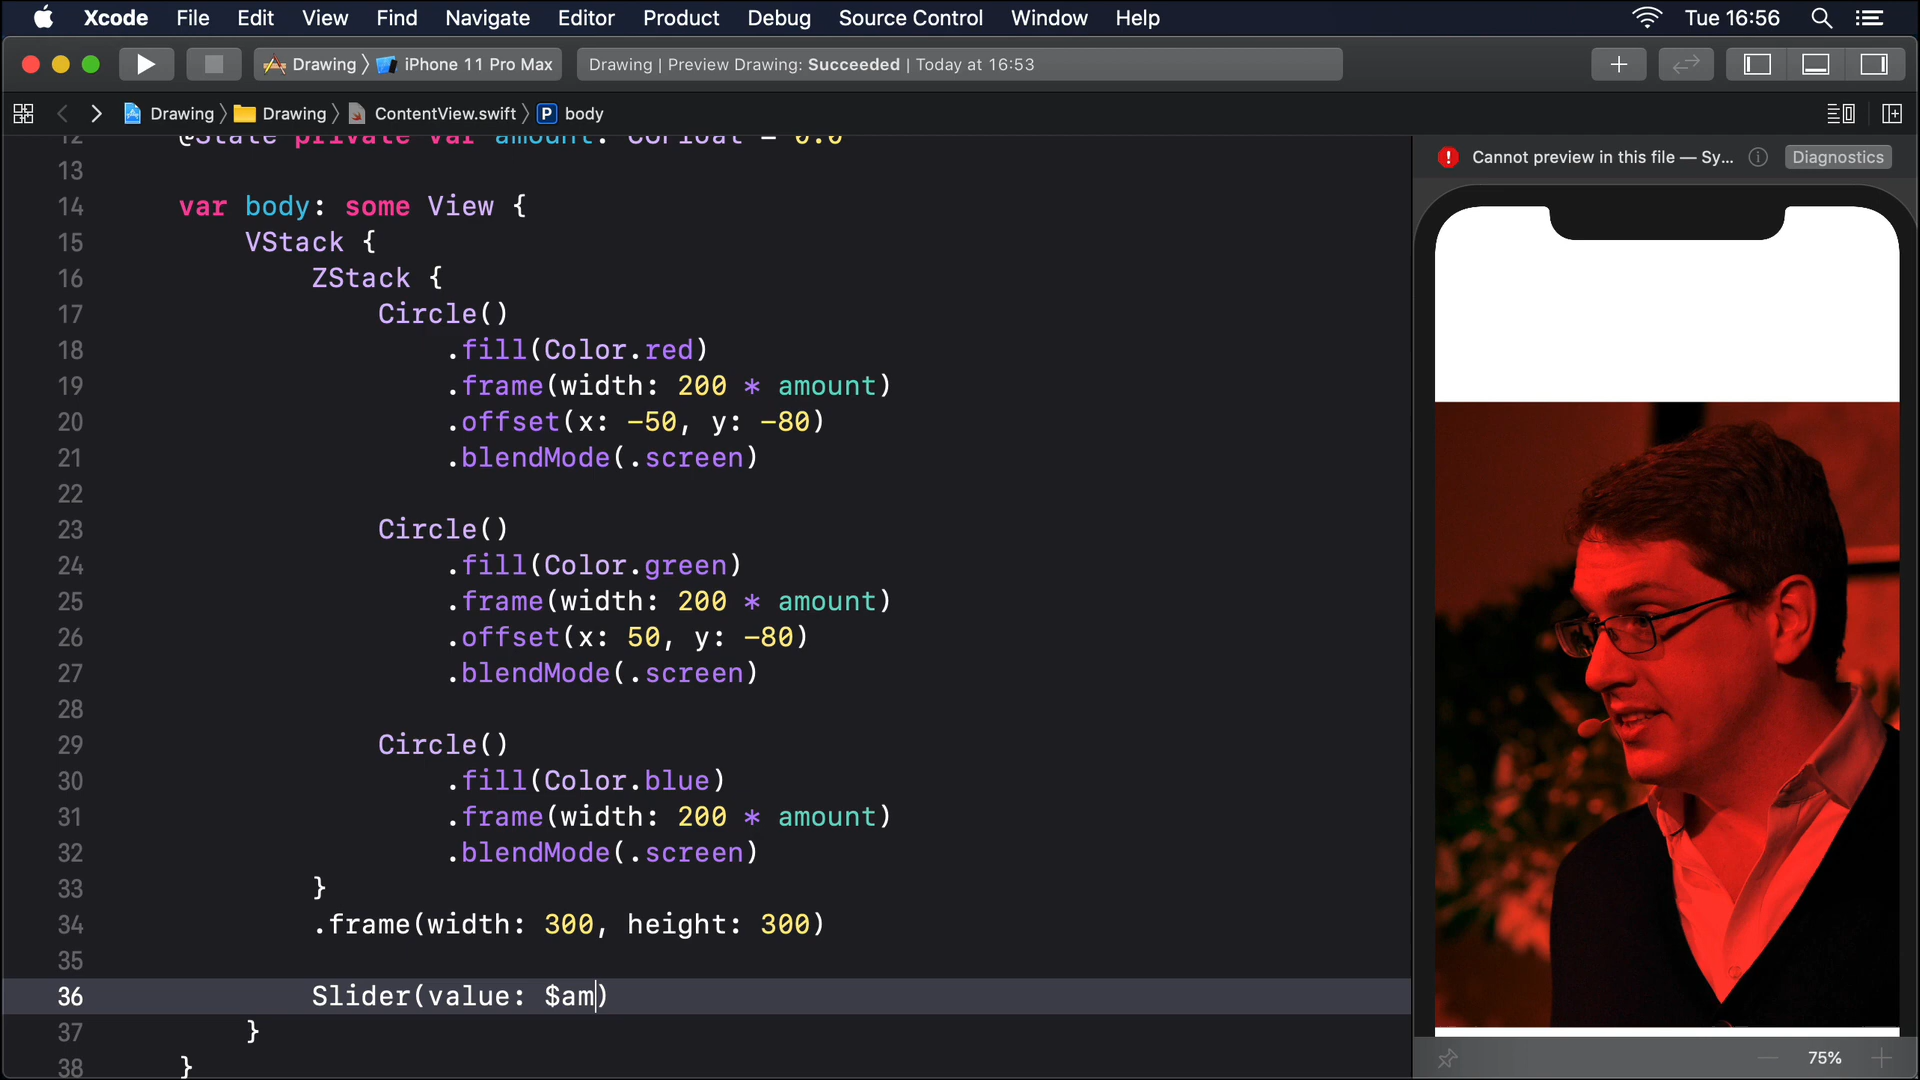 Xcode File Edit View Find Navigate Editor Product Debug Source Control Window Help Tue 16:56
Drawing 〉 iPhone 11 Pro Max
Drawing | Preview Drawing: Succeeded | Today at 16:53
Drawing 〉 Drawing 〉 ContentView.swift 〉 P body
12 @State private var amount: CGFloat = 0.0
13
14 var body: some View {
15 VStack {
16 ZStack {
17 Circle()
18 .fill(Color.red)
19 .frame(width: 200 * amount)
20 .offset(x: -50, y: -80)
21 .blendMode(.screen)
22
23 Circle()
24 .fill(Color.green)
25 .frame(width: 200 * amount)
26 .offset(x: 50, y: -80)
27 .blendMode(.screen)
28
29 Circle()
30 .fill(Color.blue)
31 .frame(width: 200 * amount)
32 .blendMode(.screen)
33 }
34 .frame(width: 300, height: 300)
35
36 Slider(value: $am)
37 }
38 }
Cannot preview in this file — Sy... Diagnostics
75%